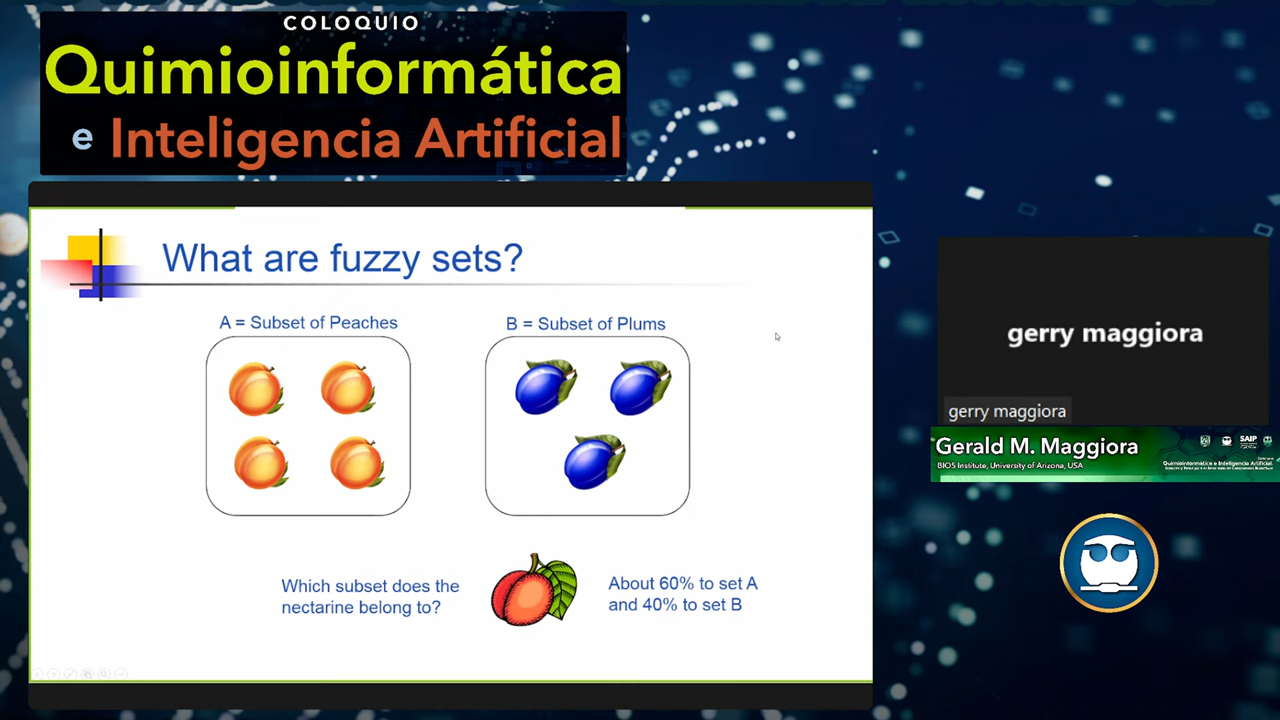 COLOQUIO
Quimioinformática
e Inteligencia Artificial
What are fuzzy sets?
A = Subset of Peaches
B = Subset of Plums
Which subset does the
nectarine belong to?
About 60% to set A
and 40% to set B
gerry maggiora
gerry maggiora
Gerald M. Maggiora
BIOS Institute, University of Arizona, USA
SAIP
Quimioinformática e Inteligencia Artificial